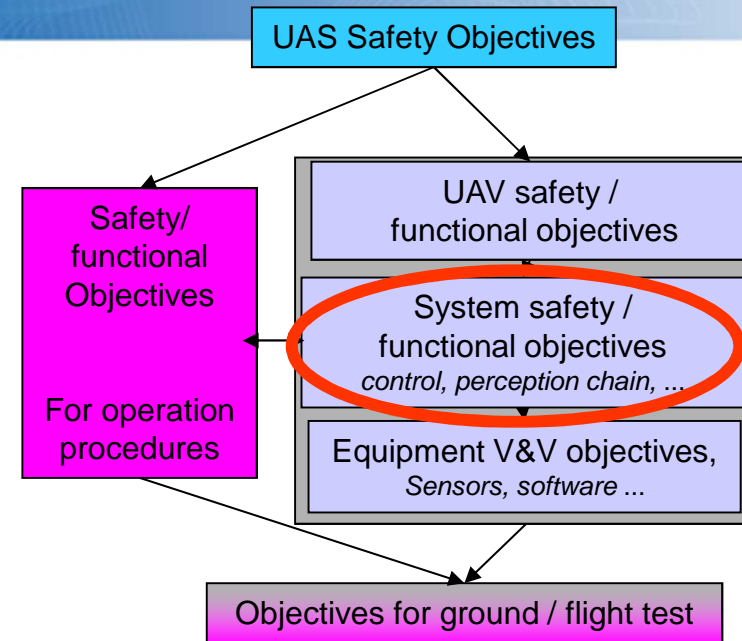 UAS Safety Objectives
Safety/
functional
Objectives
For operation
procedures
UAV safety /
functional objectives
System safety /
functional objectives
control, perception chain, ...
Equipment V&V objectives,
Sensors, software ...
Objectives for ground / flight test